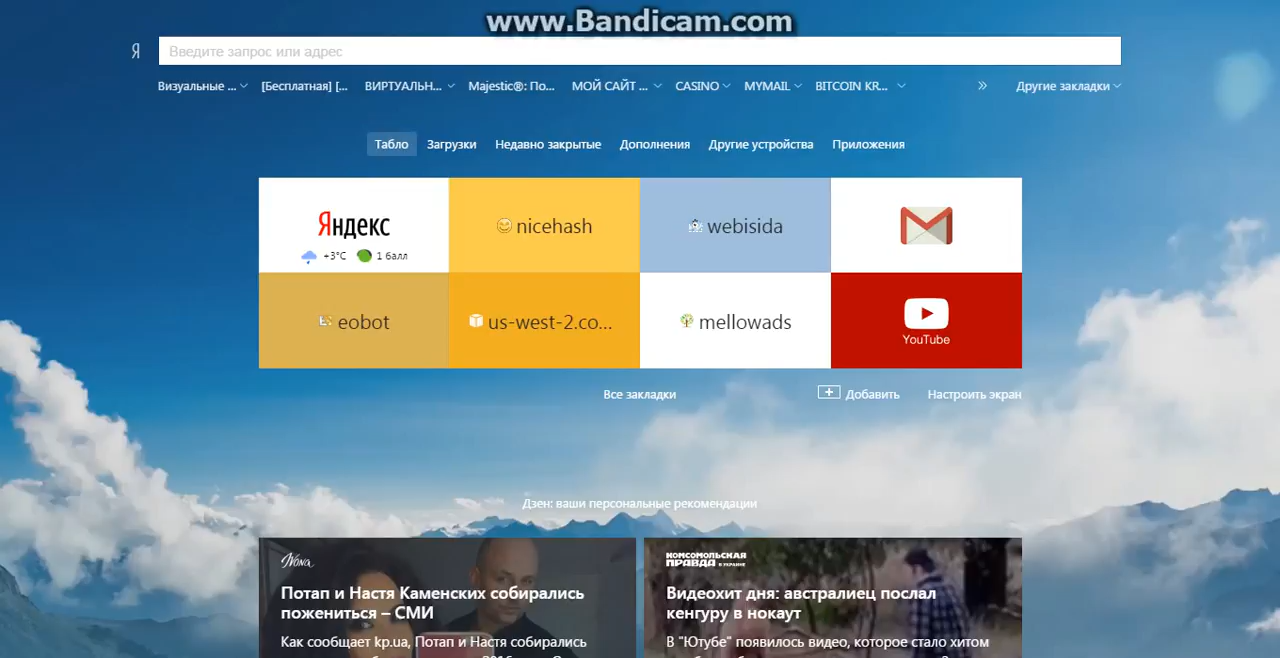 www.Bandicam.com
Я Введите запрос или адрес
Визуальные ... [Бесплатная] [... ВИРТУАЛЬН... Majestic®: По... МОЙ САЙТ ... CASINO MYMAIL BITCOIN KR... » Другие закладки
Табло Загрузки Недавно закрытые Дополнения Другие устройства Приложения
Яндекс
+3°C 1 балл
nicehash
webisida
eobot
us-west-2.co...
mellowads
YouTube
Все закладки Добавить Настроить экран
Дзен: ваши персональные рекомендации
Ивона
Потап и Настя Каменских собирались
пожениться – СМИ
Как сообщает kp.ua, Потап и Настя собирались
КОМСОМОЛЬСКАЯ
ПРАВДА В УКРАИНЕ
Видеохит дня: австралиец послал
кенгуру в нокаут
В "Ютубе" появилось видео, которое стало хитом